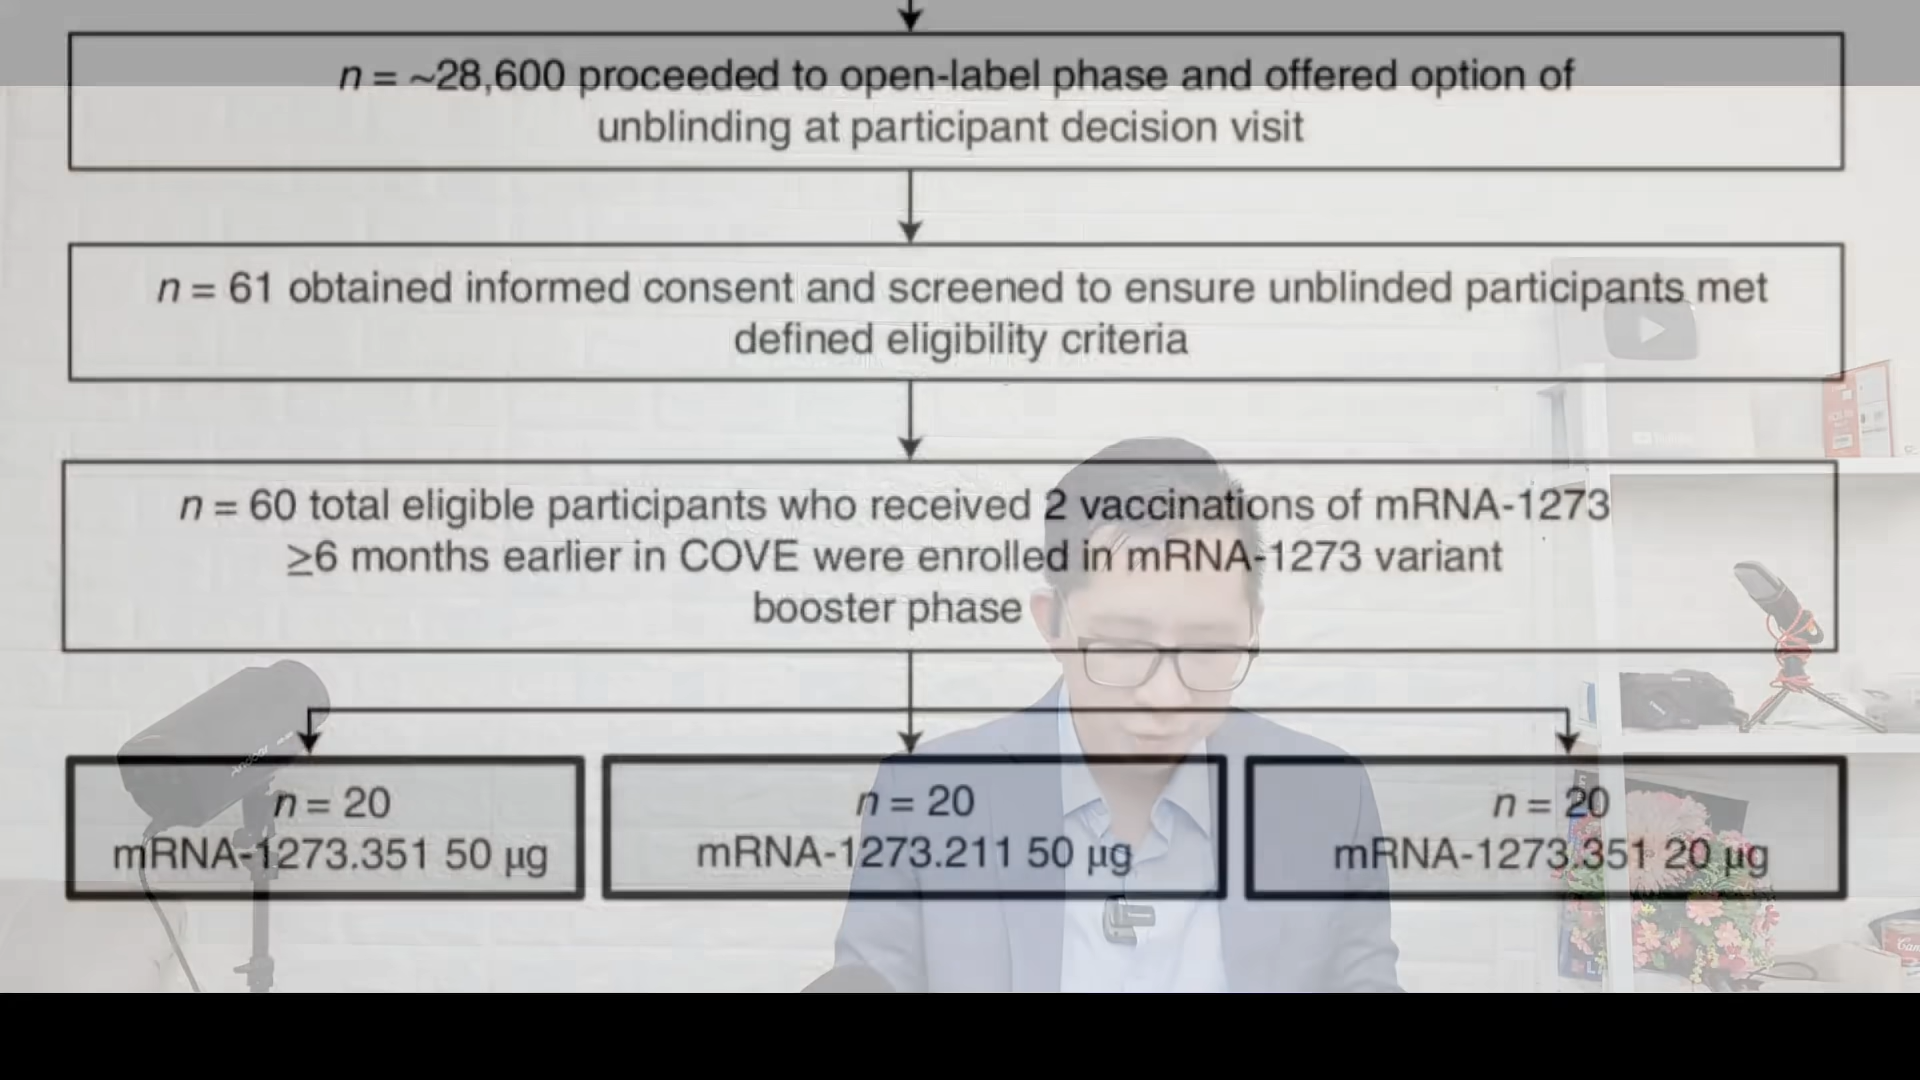 n = ~28,600 proceeded to open-label phase and offered option of
unblinding at participant decision visit
n = 61 obtained informed consent and screened to ensure unblinded participants met
defined eligibility criteria
n = 60 total eligible participants who received 2 vaccinations of mRNA-1273
≥6 months earlier in COVE were enrolled in mRNA-1273 variant
booster phase
n = 20
mRNA-1273.351 50 µg
n = 20
mRNA-1273.211 50 µg
n = 20
mRNA-1273.351 20 µg
Andoer